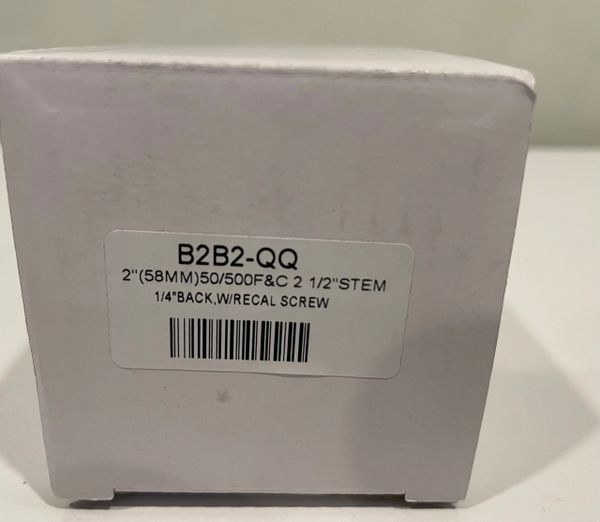 B2B2-QQ
2"(58MM)50/500F&C 2 1/2"STEM
1/4"BACK,W/RECAL SCREW